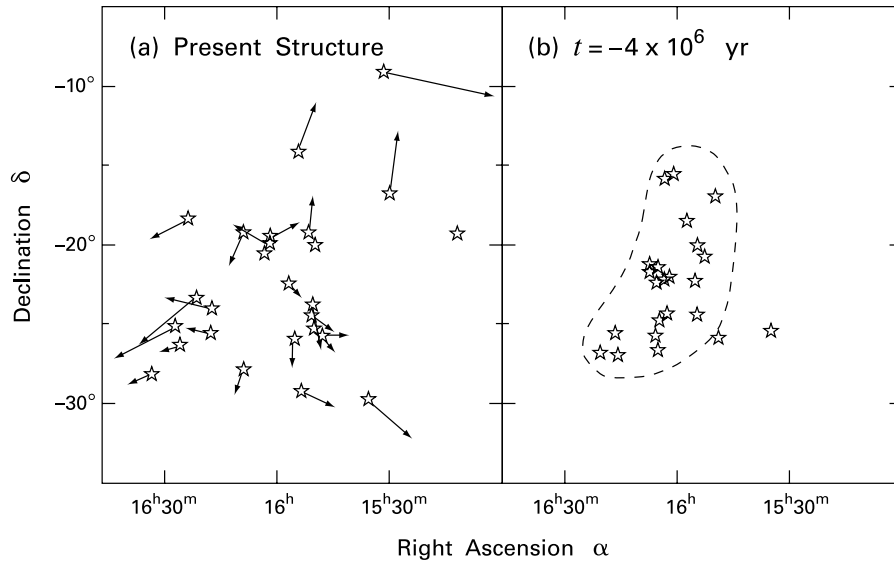 (a) Present Structure
(b) t = −4 x 10⁶ yr
−10°
−20°
−30°
Declination δ
16ʰ30ᵐ
16ʰ
15ʰ30ᵐ
16ʰ30ᵐ
16ʰ
15ʰ30ᵐ
Right Ascension α